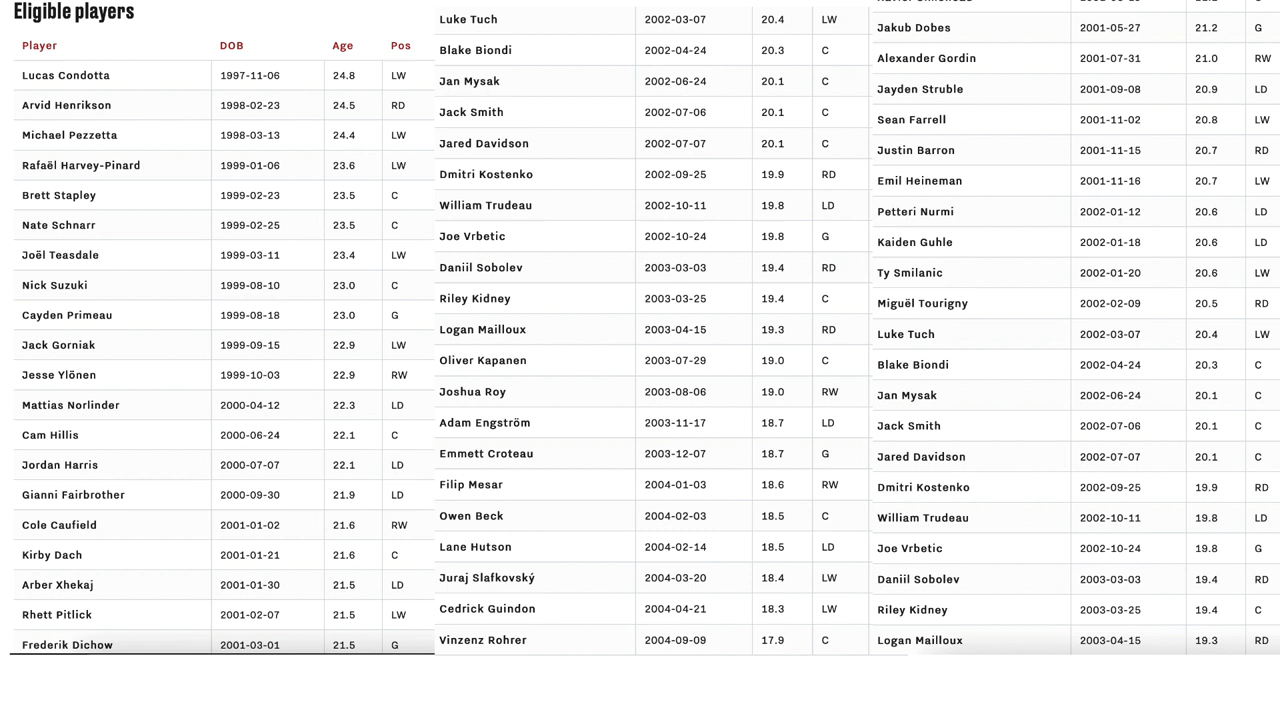 Eligible players
Player DOB Age Pos
Lucas Condotta 1997-11-06 24.8 LW
Arvid Henrikson 1998-02-23 24.5 RD
Michael Pezzetta 1998-03-13 24.4 LW
Rafaël Harvey-Pinard 1999-01-06 23.6 LW
Brett Stapley 1999-02-23 23.5 C
Nate Schnarr 1999-02-25 23.5 C
Joël Teasdale 1999-03-11 23.4 LW
Nick Suzuki 1999-08-10 23.0 C
Cayden Primeau 1999-08-18 23.0 G
Jack Gorniak 1999-09-15 22.9 LW
Jesse Ylönen 1999-10-03 22.9 RW
Mattias Norlinder 2000-04-12 22.3 LD
Cam Hillis 2000-06-24 22.1 C
Jordan Harris 2000-07-07 22.1 LD
Gianni Fairbrother 2000-09-30 21.9 LD
Cole Caufield 2001-01-02 21.6 RW
Kirby Dach 2001-01-21 21.6 C
Arber Xhekaj 2001-01-30 21.5 LD
Rhett Pitlick 2001-02-07 21.5 LW
Frederik Dichow 2001-03-01 21.5 G
Luke Tuch 2002-03-07 20.4 LW
Blake Biondi 2002-04-24 20.3 C
Jan Mysak 2002-06-24 20.1 C
Jack Smith 2002-07-06 20.1 C
Jared Davidson 2002-07-07 20.1 C
Dmitri Kostenko 2002-09-25 19.9 RD
William Trudeau 2002-10-11 19.8 LD
Joe Vrbetic 2002-10-24 19.8 G
Daniil Sobolev 2003-03-03 19.4 RD
Riley Kidney 2003-03-25 19.4 C
Logan Mailloux 2003-04-15 19.3 RD
Oliver Kapanen 2003-07-29 19.0 C
Joshua Roy 2003-08-06 19.0 RW
Adam Engström 2003-11-17 18.7 LD
Emmett Croteau 2003-12-07 18.7 G
Filip Mesar 2004-01-03 18.6 RW
Owen Beck 2004-02-03 18.5 C
Lane Hutson 2004-02-14 18.5 LD
Juraj Slafkovský 2004-03-20 18.4 LW
Cedrick Guindon 2004-04-21 18.3 LW
Vinzenz Rohrer 2004-09-09 17.9 C
Jakub Dobes 2001-05-27 21.2 G
Alexander Gordin 2001-07-31 21.0 RW
Jayden Struble 2001-09-08 20.9 LD
Sean Farrell 2001-11-02 20.8 LW
Justin Barron 2001-11-15 20.7 RD
Emil Heineman 2001-11-16 20.7 LW
Petteri Nurmi 2002-01-12 20.6 LD
Kaiden Guhle 2002-01-18 20.6 LD
Ty Smilanic 2002-01-20 20.6 LW
Miguël Tourigny 2002-02-09 20.5 RD
Luke Tuch 2002-03-07 20.4 LW
Blake Biondi 2002-04-24 20.3 C
Jan Mysak 2002-06-24 20.1 C
Jack Smith 2002-07-06 20.1 C
Jared Davidson 2002-07-07 20.1 C
Dmitri Kostenko 2002-09-25 19.9 RD
William Trudeau 2002-10-11 19.8 LD
Joe Vrbetic 2002-10-24 19.8 G
Daniil Sobolev 2003-03-03 19.4 RD
Riley Kidney 2003-03-25 19.4 C
Logan Mailloux 2003-04-15 19.3 RD